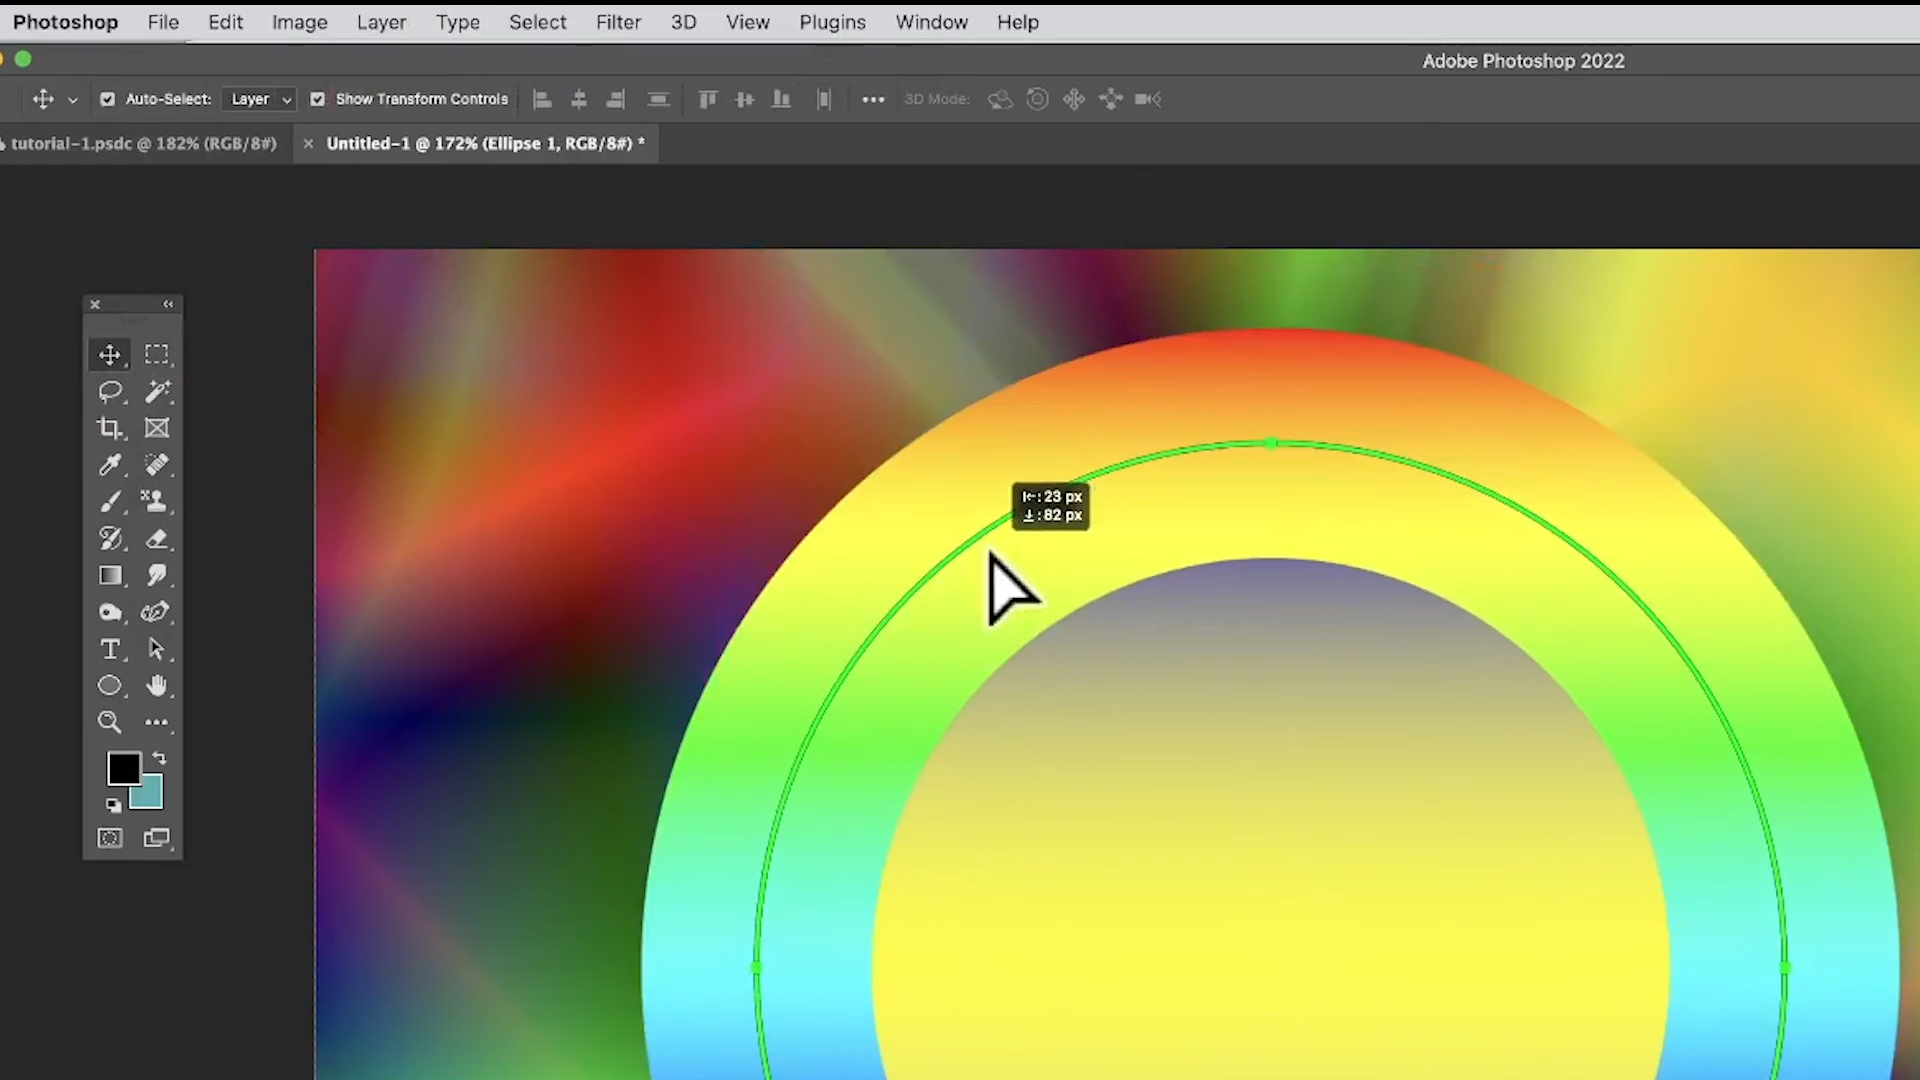 Photoshop File Edit Image Layer Type Select Filter 3D View Plugins Window Help
Adobe Photoshop 2022
Auto-Select: Layer Show Transform Controls 3D Mode:
tutorial-1.psdc @ 182% (RGB/8#) Untitled-1 @ 172% (Ellipse 1, RGB/8#) *
: 23 px
: 82 px